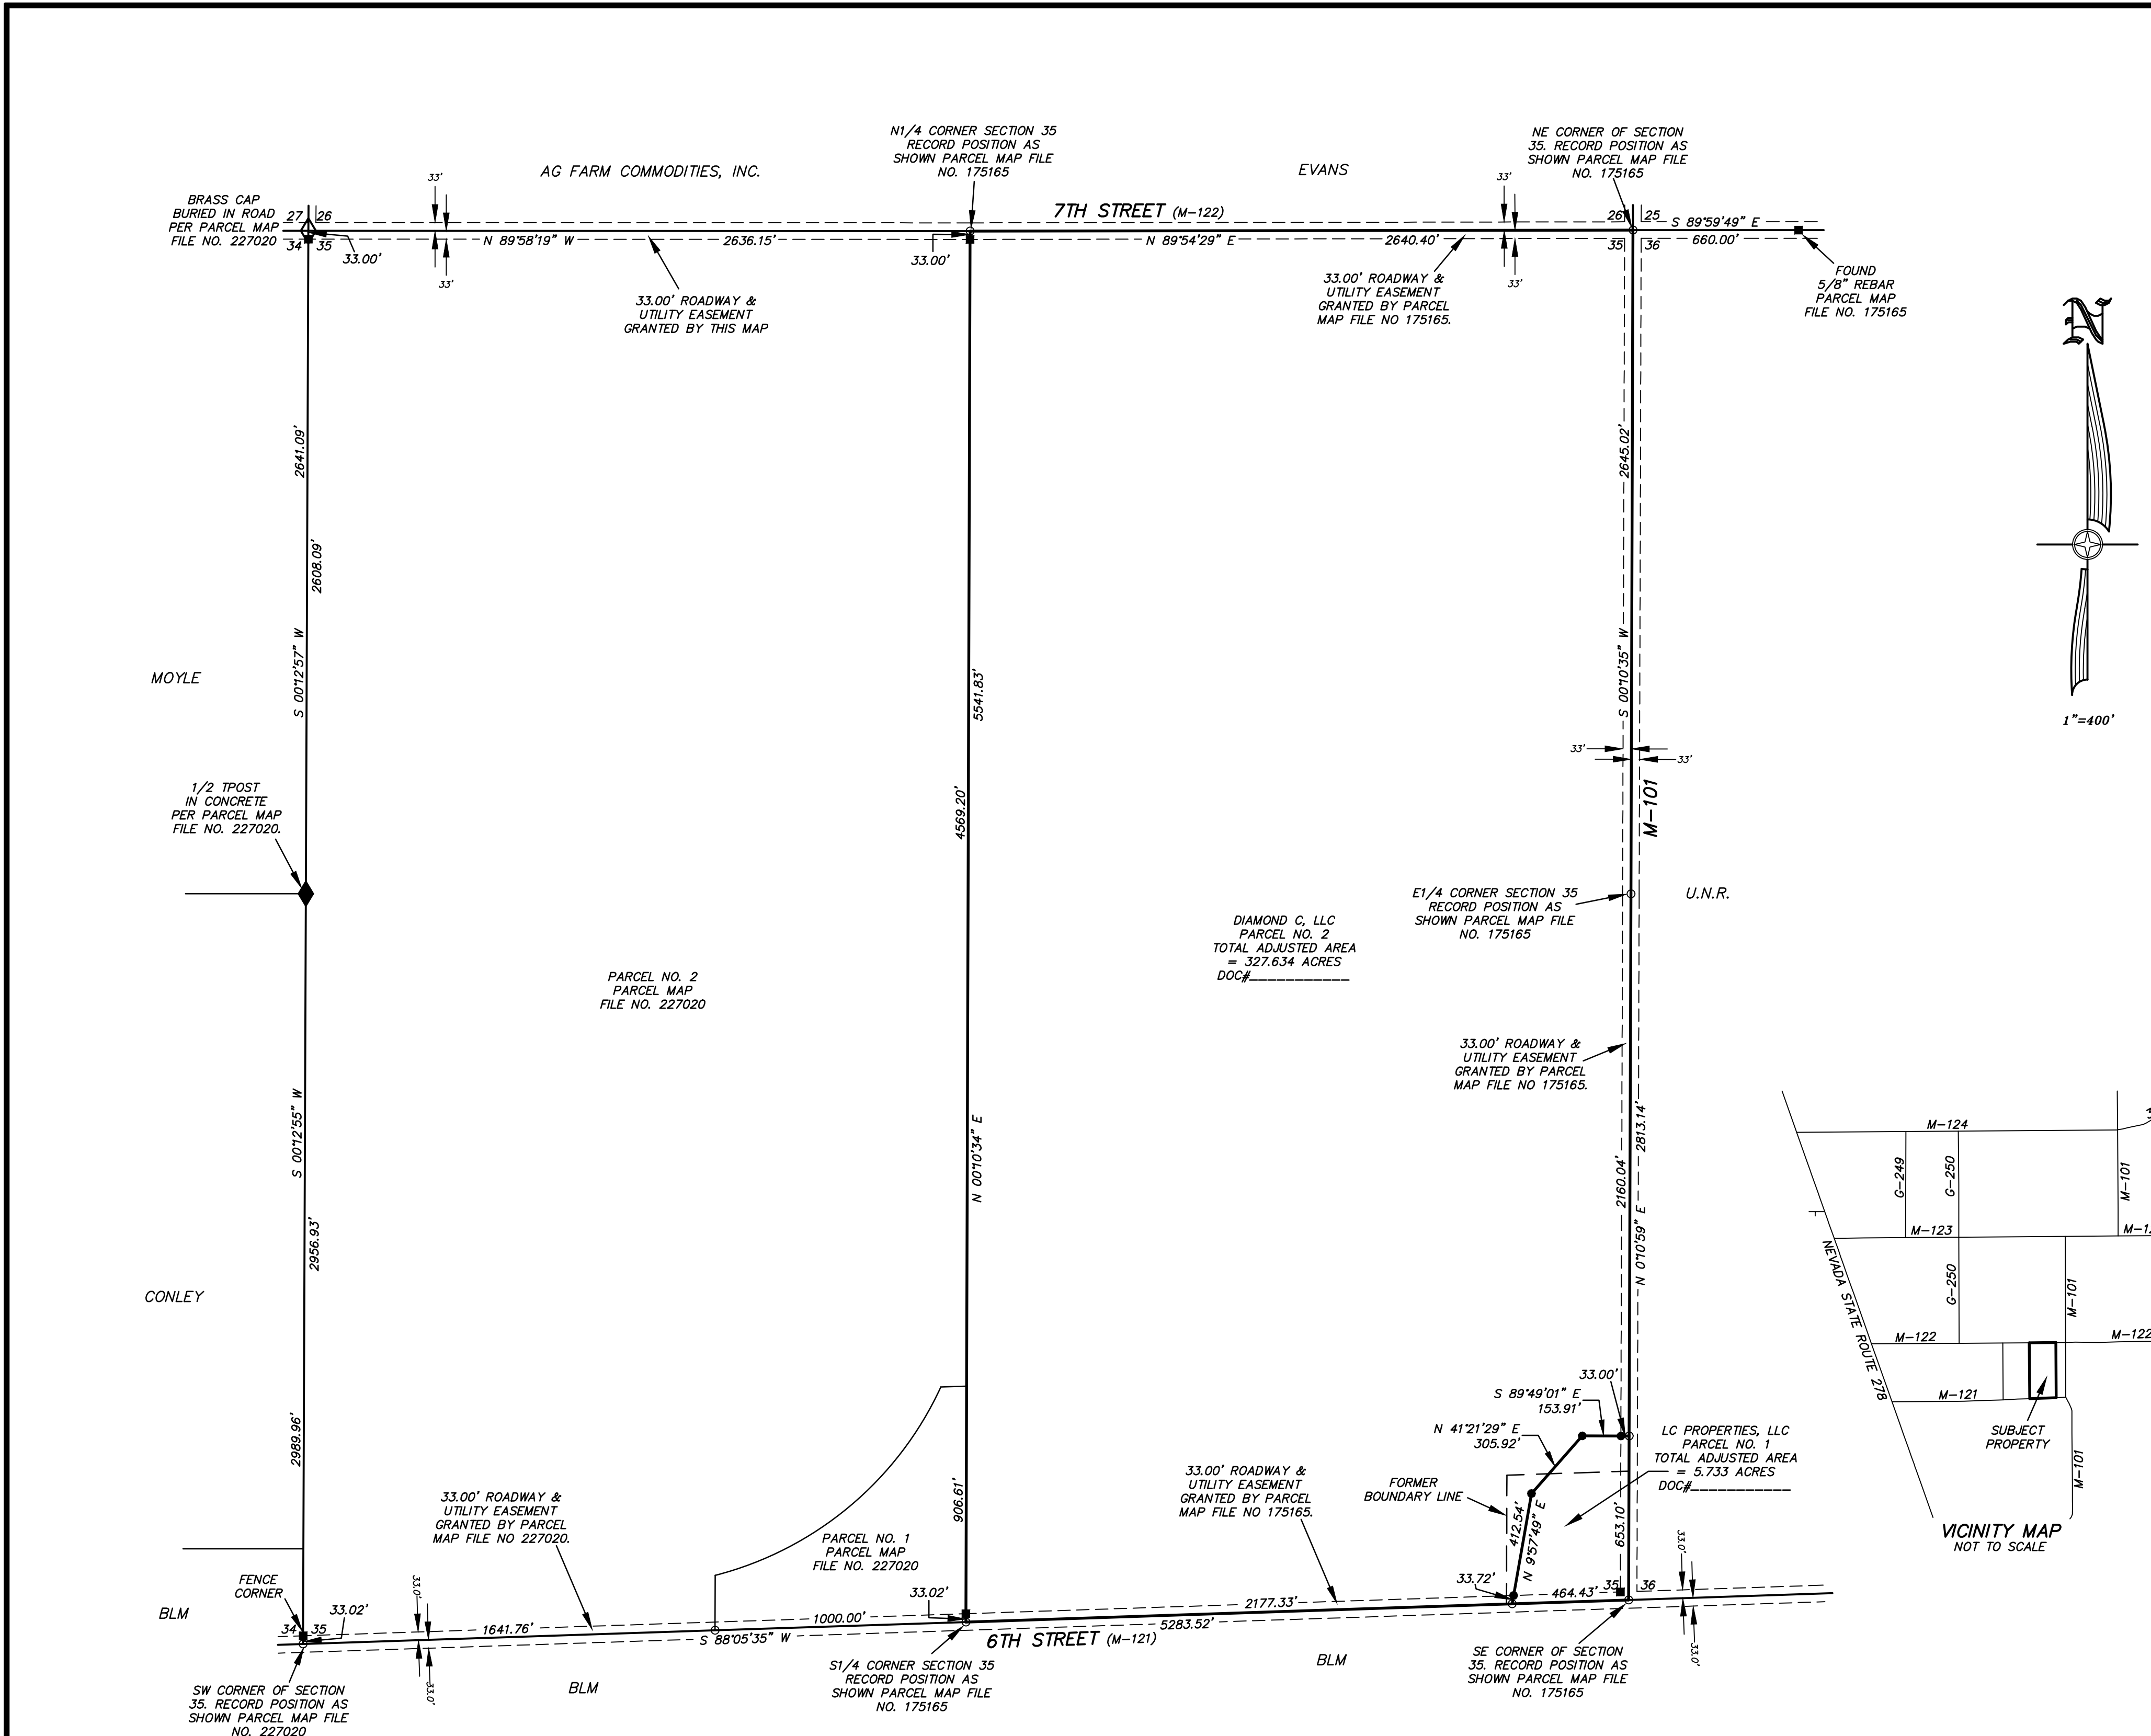 N1/4 CORNER SECTION 35
RECORD POSITION AS
SHOWN PARCEL MAP FILE
NO. 175165
NE CORNER OF SECTION
35. RECORD POSITION AS
SHOWN PARCEL MAP FILE
NO. 175165
AG FARM COMMODITIES, INC.
EVANS
33'
33'
BRASS CAP
BURIED IN ROAD
PER PARCEL MAP
FILE NO. 227020
27
26
34
35
33.00'
7TH STREET (M-122)
N 89°58'19" W
2636.15'
33.00'
N 89°54'29" E
2640.40'
26
25
35
36
S 89°59'49" E
660.00'
33'
33'
33.00' ROADWAY &
UTILITY EASEMENT
GRANTED BY THIS MAP
33.00' ROADWAY &
UTILITY EASEMENT
GRANTED BY PARCEL
MAP FILE NO 175165.
FOUND
5/8" REBAR
PARCEL MAP
FILE NO. 175165
N
1"=400'
2641.09'
2608.09'
S 00°12'57" W
MOYLE
5541.83'
4569.20'
2645.02'
S 00°10'35" W
33'
33'
M-101
1/2 TPOST
IN CONCRETE
PER PARCEL MAP
FILE NO. 227020.
E1/4 CORNER SECTION 35
RECORD POSITION AS
SHOWN PARCEL MAP FILE
NO. 175165
U.N.R.
DIAMOND C, LLC
PARCEL NO. 2
TOTAL ADJUSTED AREA
= 327.634 ACRES
DOC#___________
PARCEL NO. 2
PARCEL MAP
FILE NO. 227020
33.00' ROADWAY &
UTILITY EASEMENT
GRANTED BY PARCEL
MAP FILE NO 175165.
S 00°12'55" W
2956.93'
2989.96'
CONLEY
N 00°10'34" E
906.61'
2813.14'
2160.04'
N 0°10'59" E
33.00'
S 89°49'01" E
153.91'
N 41°21'29" E
305.92'
FORMER
BOUNDARY LINE
412.54'
N 9°57'49" E
653.10'
LC PROPERTIES, LLC
PARCEL NO. 1
TOTAL ADJUSTED AREA
= 5.733 ACRES
DOC#___________
33.00' ROADWAY &
UTILITY EASEMENT
GRANTED BY PARCEL
MAP FILE NO 227020.
33.00' ROADWAY &
UTILITY EASEMENT
GRANTED BY PARCEL
MAP FILE NO 175165.
PARCEL NO. 1
PARCEL MAP
FILE NO. 227020
FENCE
CORNER
BLM
34
35
33.02'
33.0'
33.0'
1641.76'
1000.00'
33.02'
S 88°05'35" W
6TH STREET (M-121)
2177.33'
5283.52'
33.72'
464.43'
35
36
33.0'
33.0'
BLM
BLM
SW CORNER OF SECTION
35. RECORD POSITION AS
SHOWN PARCEL MAP FILE
NO. 227020
S1/4 CORNER SECTION 35
RECORD POSITION AS
SHOWN PARCEL MAP FILE
NO. 175165
SE CORNER OF SECTION
35. RECORD POSITION AS
SHOWN PARCEL MAP FILE
NO. 175165
M-124
G-249
G-250
M-101
M-123
G-250
M-101
M-122
M-122
M-121
M-101
NEVADA STATE ROUTE 278
SUBJECT
PROPERTY
VICINITY MAP
NOT TO SCALE